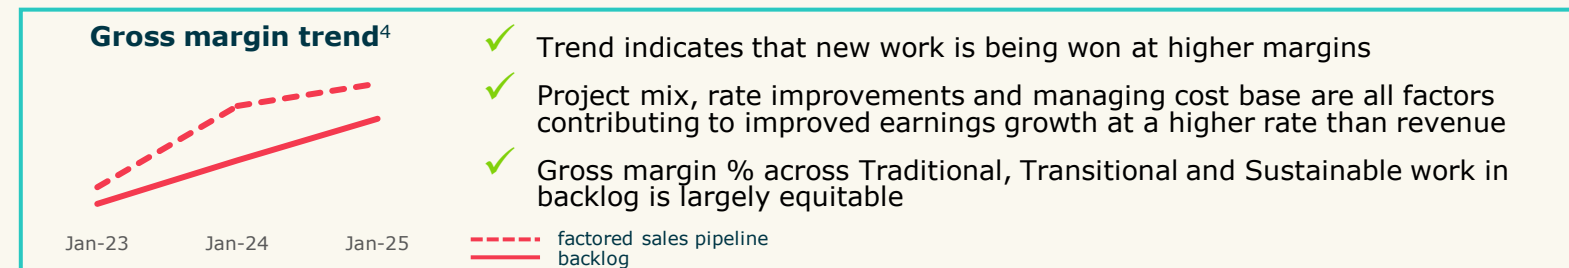 Gross margin trend4
Trend indicates that new work is being won at higher margins
Project mix, rate improvements and managing cost base are all factors
contributing to improved earnings growth at a higher rate than revenue
Gross margin % across Traditional, Transitional and Sustainable work in
backlog is largely equitable
Jan-23 Jan-24 Jan-25
factored sales pipeline
backlog